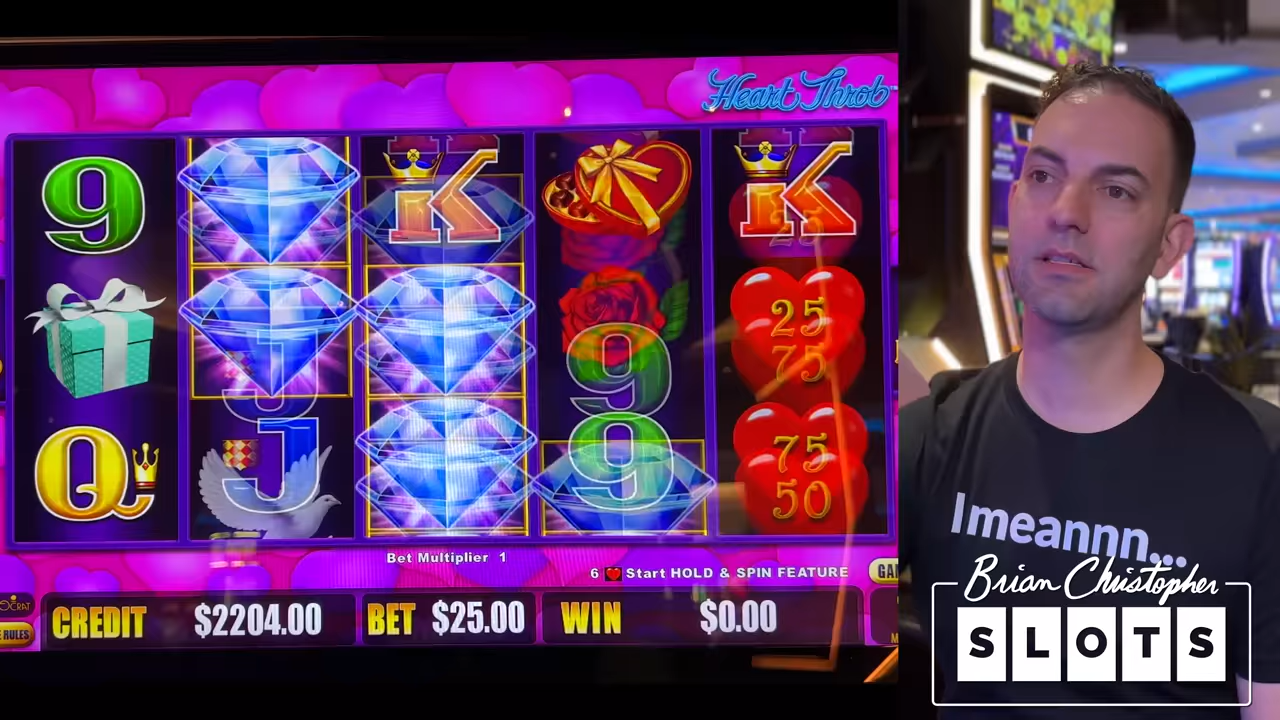 Heart Throb
9
K
K
25
25
75
J
J
9
9
75
50
Q
Bet Multiplier 1
6 Start HOLD & SPIN FEATURE
RULES
CREDIT $2204.00 BET $25.00 WIN $0.00
Imeannn...
Brian Christopher
SLOTS